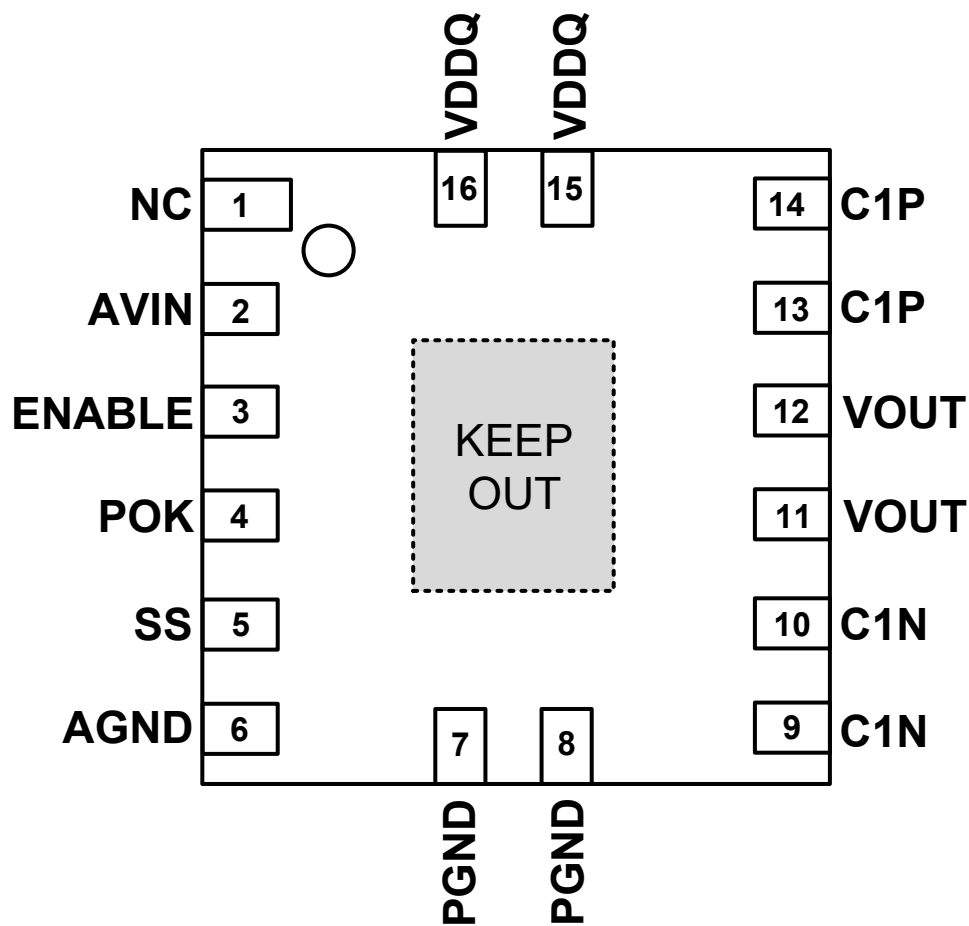 VDDQ VDDQ
16 15
NC 1
14 C1P
AVIN 2
13 C1P
ENABLE 3
12 VOUT
KEEP
OUT
POK 4
11 VOUT
SS 5
10 C1N
AGND 6
9 C1N
7 8
PGND PGND